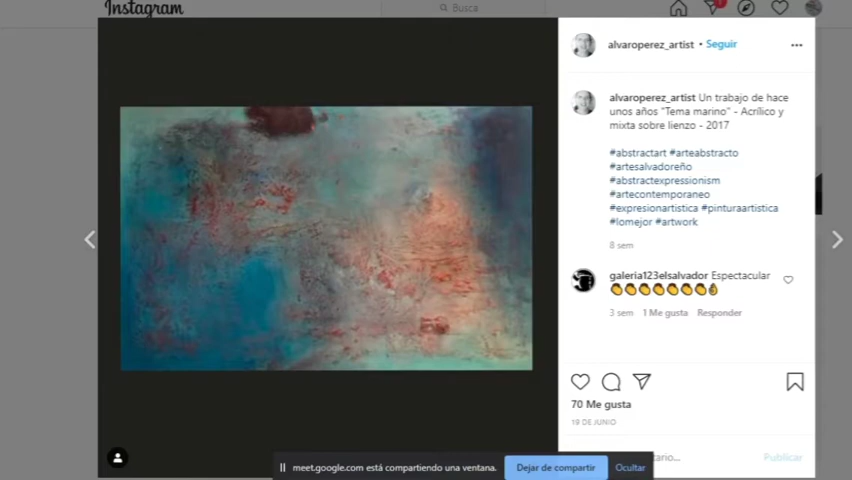 Instagram
Busca
alvaroperez_artist • Seguir
alvaroperez_artist Un trabajo de hace
unos años "Tema marino" - Acrílico y
mixta sobre lienzo - 2017
#abstractart #arteabstracto
#artesalvadoreño
#abstractexpressionism
#artecontemporaneo
#expresionartistica #pinturaartistica
#lomejor #artwork
8 sem
galeria123elsalvador Espectacular
3 sem 1 Me gusta Responder
70 Me gusta
19 DE JUNIO
tario... Publicar
meet.google.com está compartiendo una ventana. Dejar de compartir Ocultar